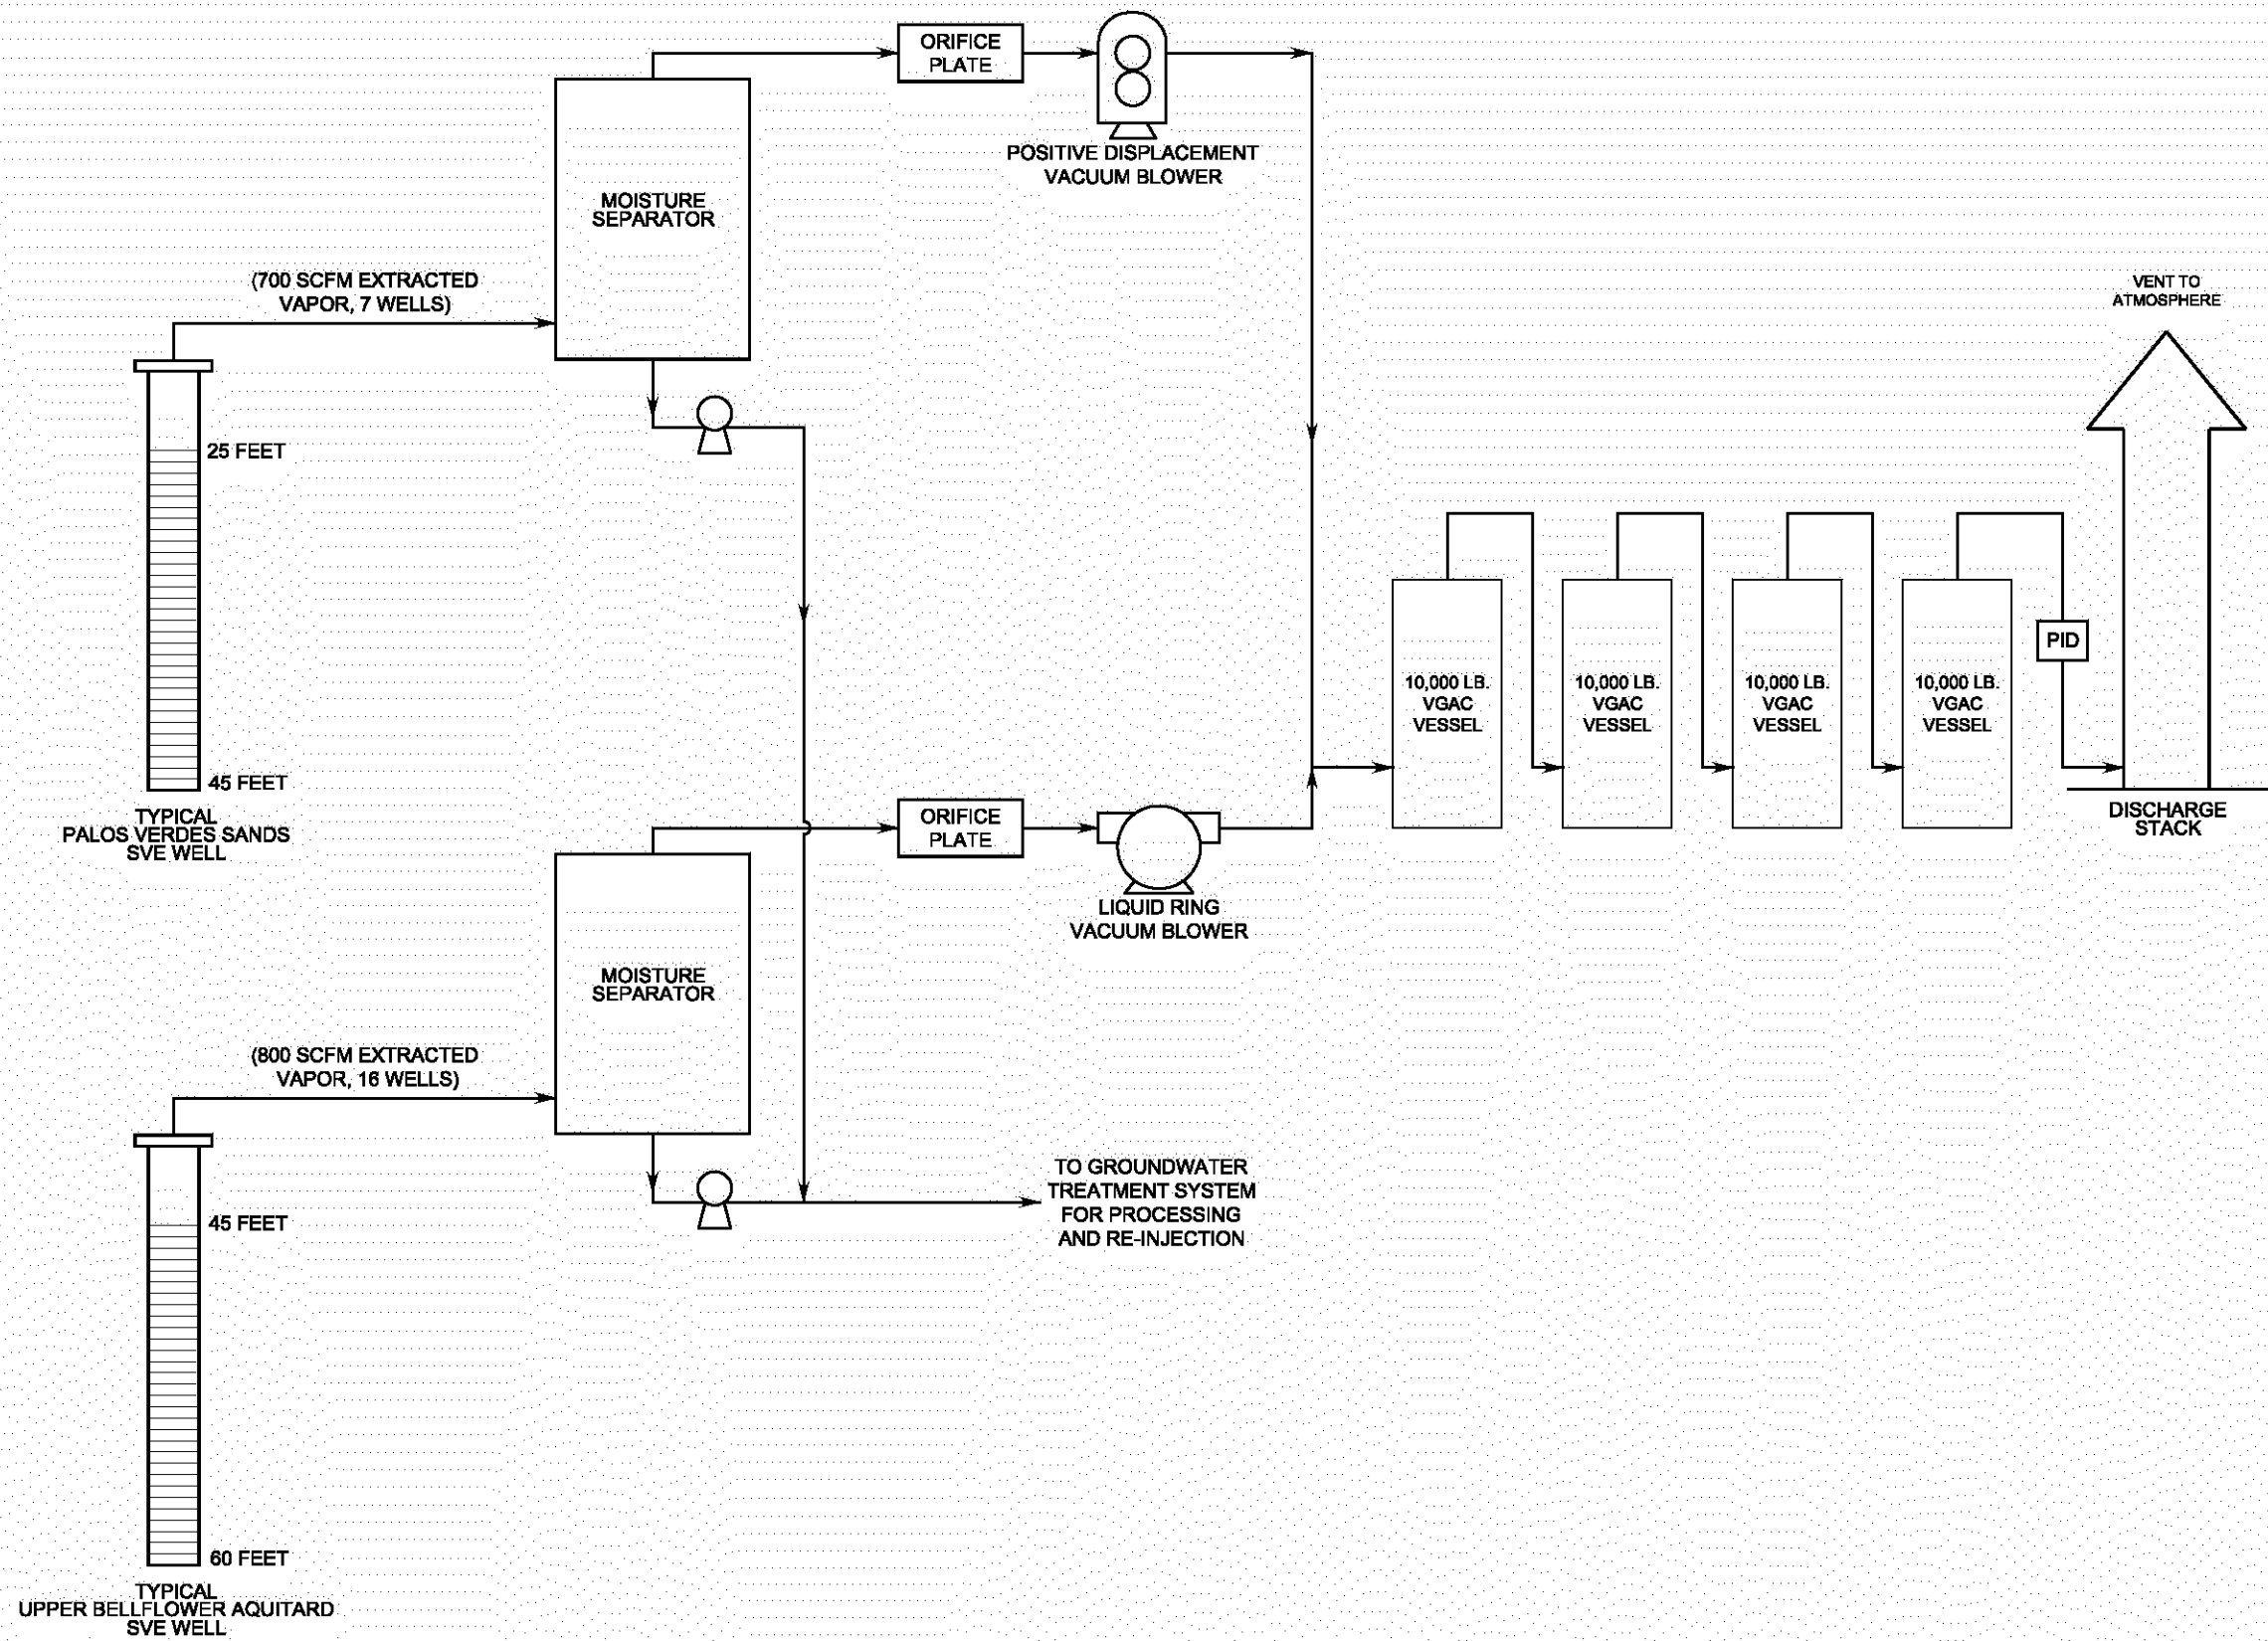 ORIFICE
PLATE
POSITIVE DISPLACEMENT
VACUUM BLOWER
MOISTURE
SEPARATOR
(700 SCFM EXTRACTED
VAPOR, 7 WELLS)
VENT TO
ATMOSPHERE
25 FEET
45 FEET
TYPICAL
PALOS VERDES SANDS
SVE WELL
10,000 LB.
VGAC
VESSEL
10,000 LB.
VGAC
VESSEL
10,000 LB.
VGAC
VESSEL
10,000 LB.
VGAC
VESSEL
PID
DISCHARGE
STACK
ORIFICE
PLATE
LIQUID RING
VACUUM BLOWER
MOISTURE
SEPARATOR
(800 SCFM EXTRACTED
VAPOR, 16 WELLS)
TO GROUNDWATER
TREATMENT SYSTEM
FOR PROCESSING
AND RE-INJECTION
45 FEET
60 FEET
TYPICAL
UPPER BELLFLOWER AQUITARD
SVE WELL